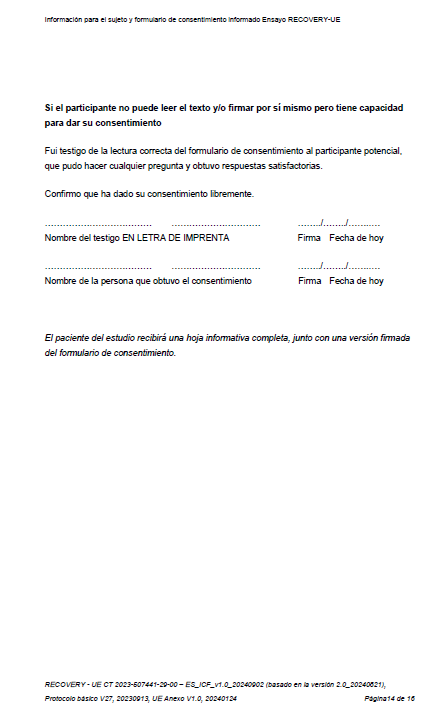 Información para el sujeto y formulario de consentimiento informado Ensayo RECOVERY-UE
Si el participante no puede leer el texto y/o firmar por sí mismo pero tiene capacidad
para dar su consentimiento
Fui testigo de la lectura correcta del formulario de consentimiento al participante potencial,
que pudo hacer cualquier pregunta y obtuvo respuestas satisfactorias.
Confirmo que ha dado su consentimiento libremente.
.................................... .............................. ......../......../...........
Nombre del testigo EN LETRA DE IMPRENTA Firma Fecha de hoy
.................................... .............................. ......../......../...........
Nombre de la persona que obtuvo el consentimiento Firma Fecha de hoy
El paciente del estudio recibirá una hoja informativa completa, junto con una versión firmada
del formulario de consentimiento.
RECOVERY - UE CT 2023-507441-29-00 – ES_ICF_v1.0_20240902 (basado en la versión 2.0_20240621),
Protocolo básico V27, 20230913, UE Anexo V1.0, 20240124 Página14 de 16